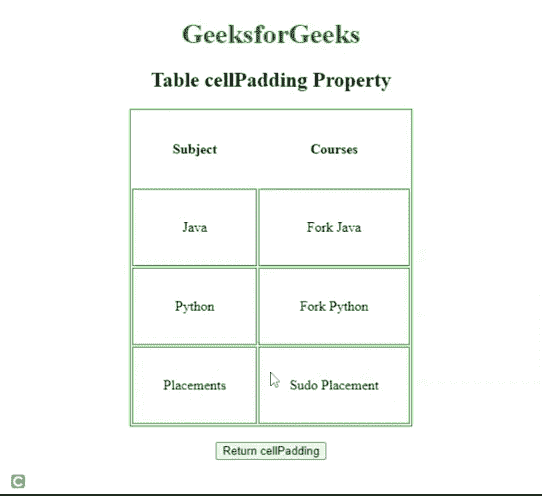 GeeksforGeeks
Table cellPadding Property
Subject Courses
Java Fork Java
Python Fork Python
Placements Sudo Placement
Return cellPadding
C